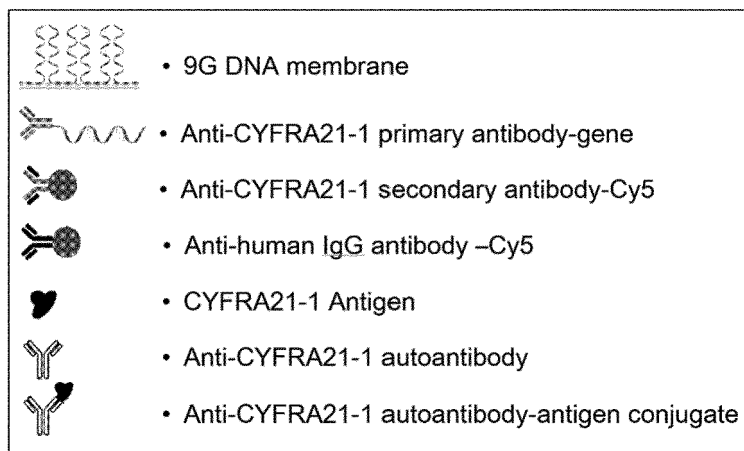 • 9G DNA membrane
• Anti-CYFRA21-1 primary antibody-gene
• Anti-CYFRA21-1 secondary antibody-Cy5
• Anti-human IgG antibody –Cy5
• CYFRA21-1 Antigen
• Anti-CYFRA21-1 autoantibody
• Anti-CYFRA21-1 autoantibody-antigen conjugate